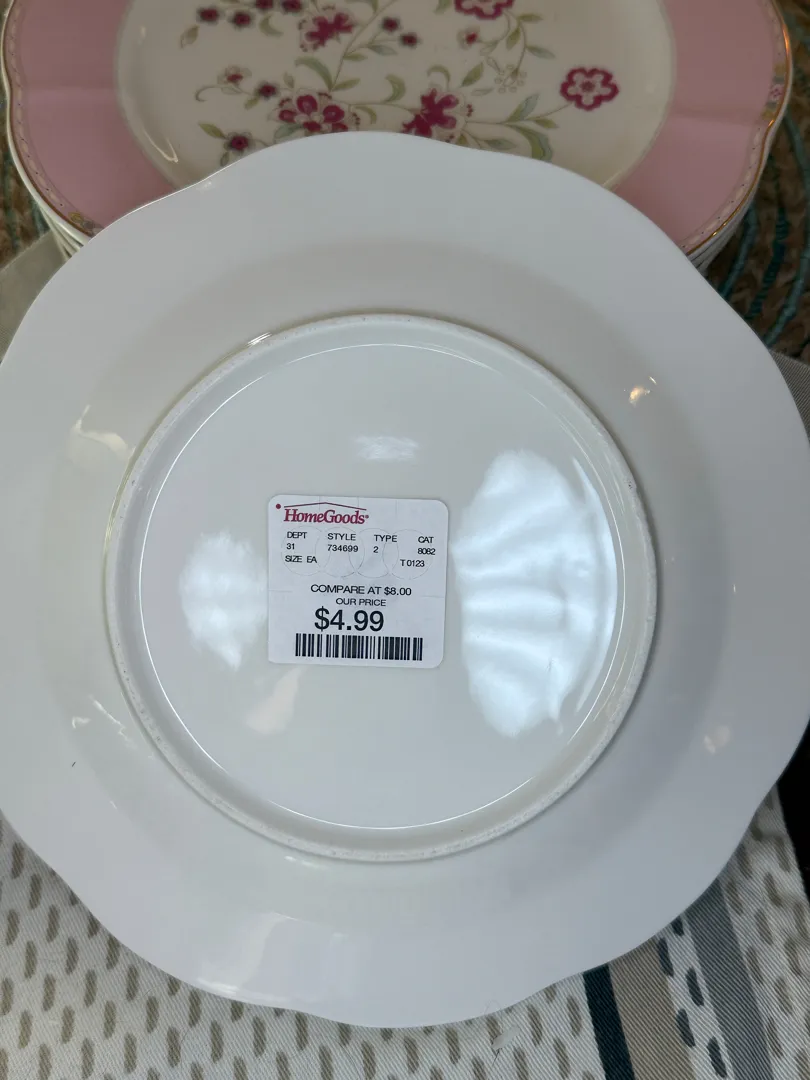 HomeGoods®
DEPT STYLE TYPE CAT
31 734699 2 8082
SIZE EA T0123
COMPARE AT $8.00
OUR PRICE
$4.99